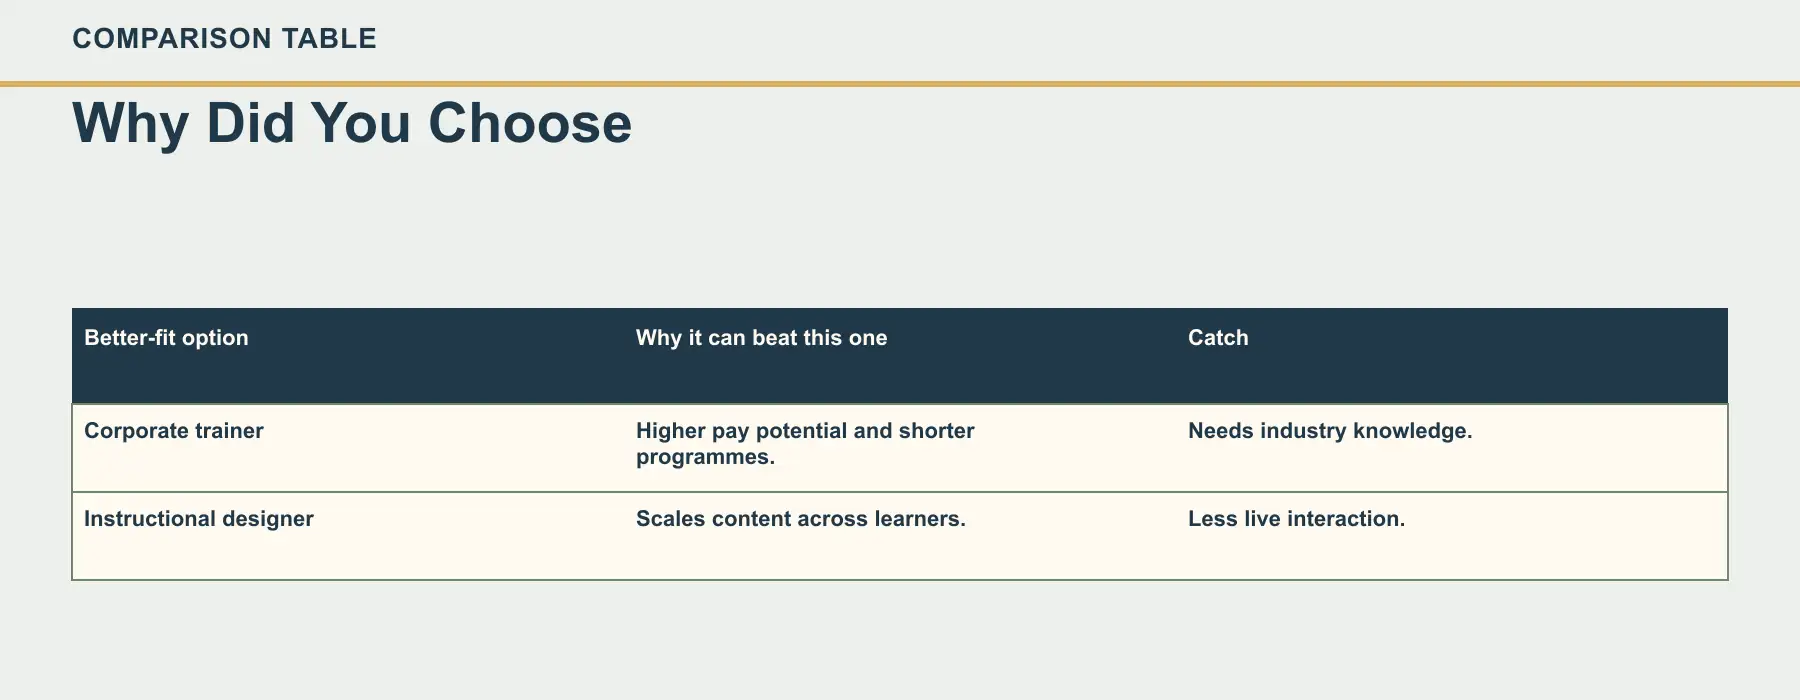 COMPARISON TABLE
Why Did You Choose
Better-fit option
Why it can beat this one
Catch
Corporate trainer
Higher pay potential and shorter
programmes.
Needs industry knowledge.
Instructional designer
Scales content across learners.
Less live interaction.